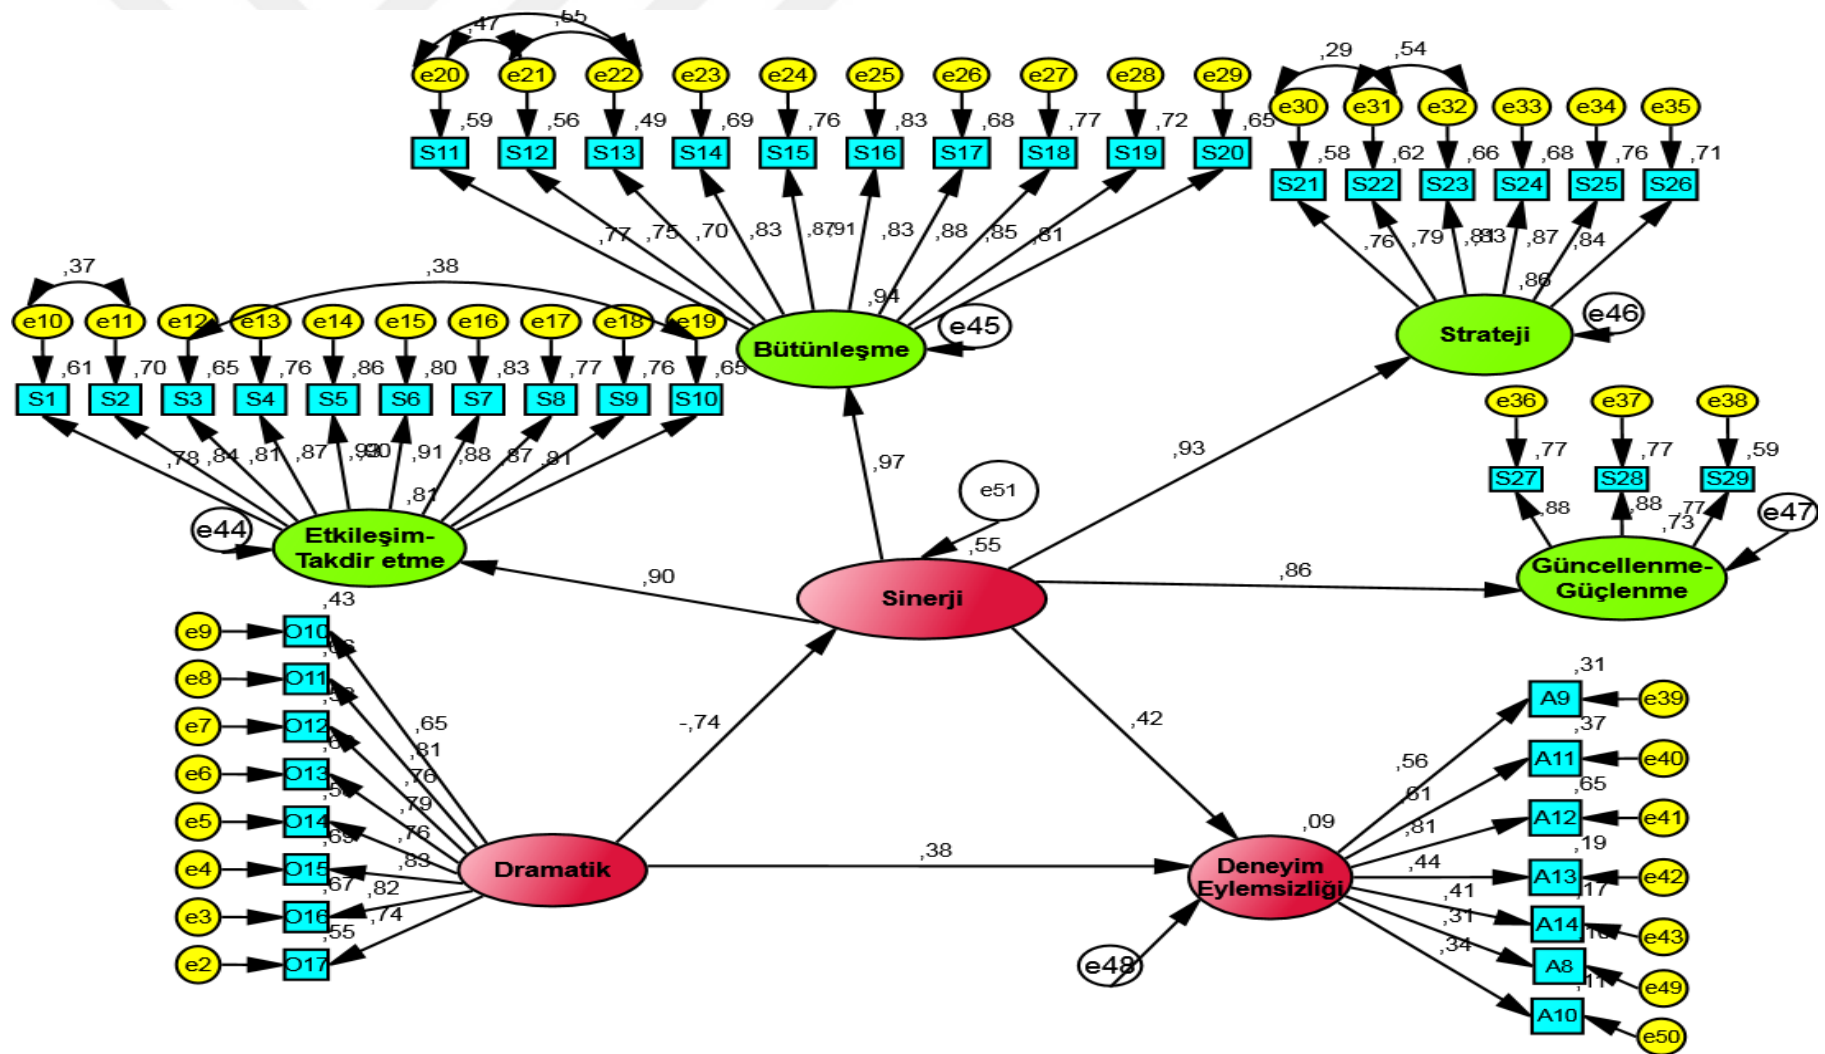 ,47
,65
e20 e21 e22 e23 e24 e25 e26 e27 e28 e29
,59 ,56 ,49 ,69 ,76 ,83 ,68 ,77 ,72 ,65
S11 S12 S13 S14 S15 S16 S17 S18 S19 S20
,77 ,75 ,70 ,83 ,87 ,91 ,83 ,88 ,85 ,81
,94
Bütünleşme
e45
,29 ,54
e30 e31 e32 e33 e34 e35
,58 ,62 ,66 ,68 ,76 ,71
S21 S22 S23 S24 S25 S26
,76 ,79 ,81 ,83 ,87 ,84
,86
Strateji
e46
,37 ,38
e10 e11 e12 e13 e14 e15 e16 e17 e18 e19
,61 ,70 ,65 ,76 ,86 ,80 ,83 ,77 ,76 ,65
S1 S2 S3 S4 S5 S6 S7 S8 S9 S10
,78 ,84 ,81 ,87 ,93 ,90 ,91 ,88 ,87 ,81
,81
e44
Etkileşim-
Takdir etme
e36 e37 e38
,77 ,77 ,59
S27 S28 S29
,88 ,88 ,77
,73
e47
Güncellenme-
Güçlenme
,97
,93
e51
,55
Sinerji
,90
,86
-,74
,42
,43
e9 O10
e8 O11
e7 O12
e6 O13
e5 O14
,69
e4 O15
,67
e3 O16
,55
e2 O17
,65
,81
,76
,79
,76
,83
,82
,74
Dramatik
,38
,09
Deneyim
Eylemsizliği
e48
,56
,61
,81
,44
,41
,31
,34
,31
A9 e39
,37
A11 e40
,65
A12 e41
,19
A13 e42
,17
A14 e43
A8 e49
,11
A10 e50